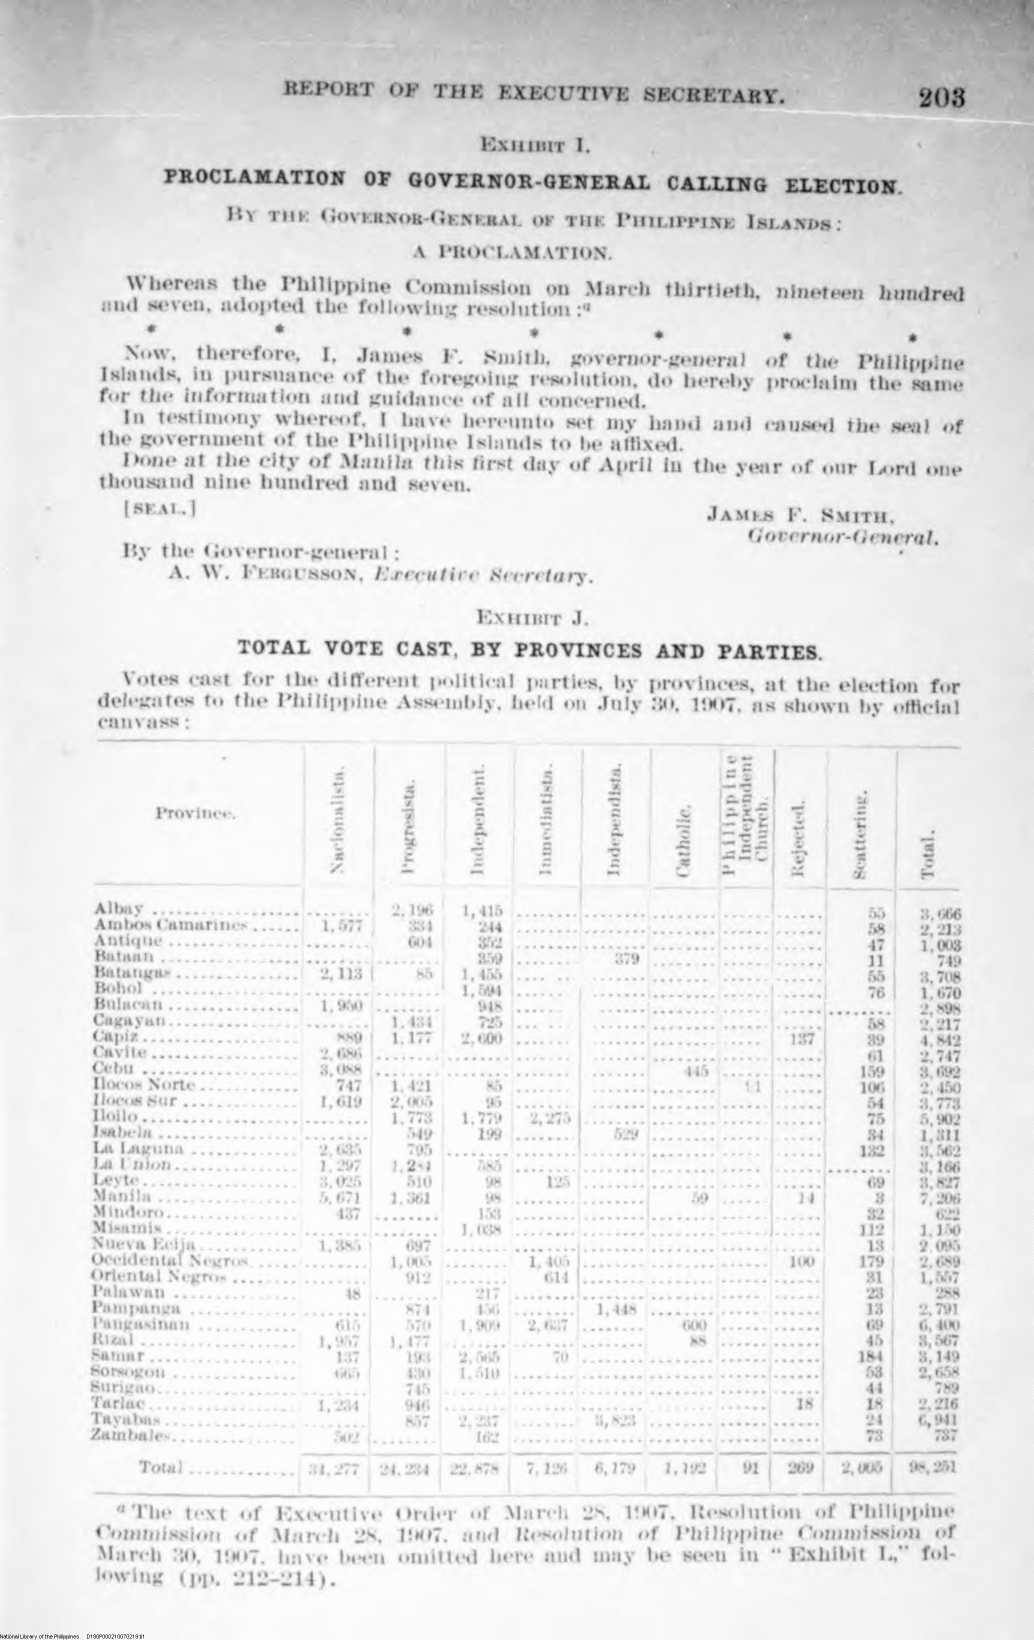 REPORT OF THE EXECUTIVE SECRETARY. 203
EXHIBIT I.
PROCLAMATION OF GOVERNOR-GENERAL CALLING ELECTION.
BY THE GOVERNOR-GENERAL OF THE PHILIPPINE ISLANDS:
A PROCLAMATION.
Whereas the Philippine Commission on March thirtieth, nineteen hundred
and seven, adopted the following resolution:a
* * * * * * *
Now, therefore, I, James F. Smith, governor-general of the Philippine
Islands, in pursuance of the foregoing resolution, do hereby proclaim the same
for the information and guidance of all concerned.
In testimony whereof, I have hereunto set my hand and caused the seal of
the government of the Philippine Islands to be affixed.
Done at the city of Manila this first day of April in the year of our Lord one
thousand nine hundred and seven.
[SEAL.] JAMES F. SMITH,
Governor-General.
By the Governor-general:
A. W. FERGUSSON, Executive Secretary.
EXHIBIT J.
TOTAL VOTE CAST, BY PROVINCES AND PARTIES.
Votes cast for the different political parties, by provinces, at the election for
delegates to the Philippine Assembly, held on July 30, 1907, as shown by official
canvass:
Province. Nacionalista. Progresista. Independent. Inmediatista. Independista. Catholic. Philippine Independent Church. Rejected. Scattering. Total.
Albay 2,196 1,415 55 3,666
Ambos Camarines 1,577 334 244 58 2,213
Antique 604 352 47 1,003
Bataan 359 379 11 749
Batangas 2,113 85 1,455 55 3,708
Bohol 1,594 76 1,670
Bulacan 1,950 948 2,898
Cagayan 1,434 725 58 2,217
Capiz 889 1,177 2,600 137 39 4,842
Cavite 2,686 61 2,747
Cebu 3,088 445 159 3,692
Ilocos Norte 747 1,421 85 106 2,450
Ilocos Sur 1,619 2,005 95 54 3,773
Iloilo 1,773 1,779 2,275 75 5,902
Isabela 549 199 529 34 1,311
La Laguna 2,635 795 132 3,562
La Union 1,297 1,284 585 3,166
Leyte 3,025 510 98 125 69 3,827
Manila 5,671 1,361 98 59 14 3 7,206
Mindoro 437 153 32 622
Misamis 1,038 112 1,150
Nueva Ecija 1,385 697 13 2,095
Occidental Negros 1,005 1,405 100 179 2,689
Oriental Negros 912 614 31 1,557
Palawan 48 217 23 288
Pampanga 874 456 1,448 13 2,791
Pangasinan 615 570 1,909 2,637 600 69 6,400
Rizal 1,957 1,477 88 45 3,567
Samar 137 193 2,565 70 184 3,149
Sorsogon 665 430 1,510 53 2,658
Surigao 745 44 789
Tarlac 1,234 946 18 18 2,216
Tayabas 857 2,237 3,823 24 6,941
Zambales 502 162 73 737
Total 34,277 24,234 22,878 7,126 6,179 1,192 91 269 2,005 98,251
a The text of Executive Order of March 28, 1907, Resolution of Philippine
Commission of March 28, 1907, and Resolution of Philippine Commission of
March 30, 1907, have been omitted here and may be seen in "Exhibit L," fol-
lowing (pp. 212–214).
National Library of the Philippines